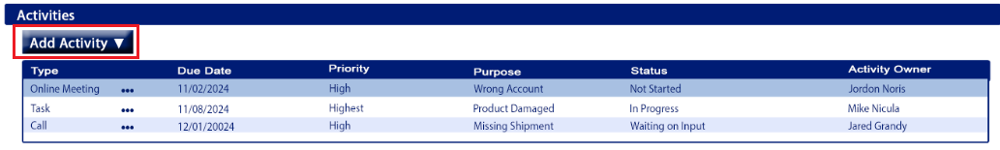 Activities
Add Activity ▼
Type Due Date Priority Purpose Status Activity Owner
Online Meeting ••• 11/02/2024 High Wrong Account Not Started Jordon Noris
Task ••• 11/08/2024 Highest Product Damaged In Progress Mike Nicula
Call ••• 12/01/20024 High Missing Shipment Waiting on Input Jared Grandy